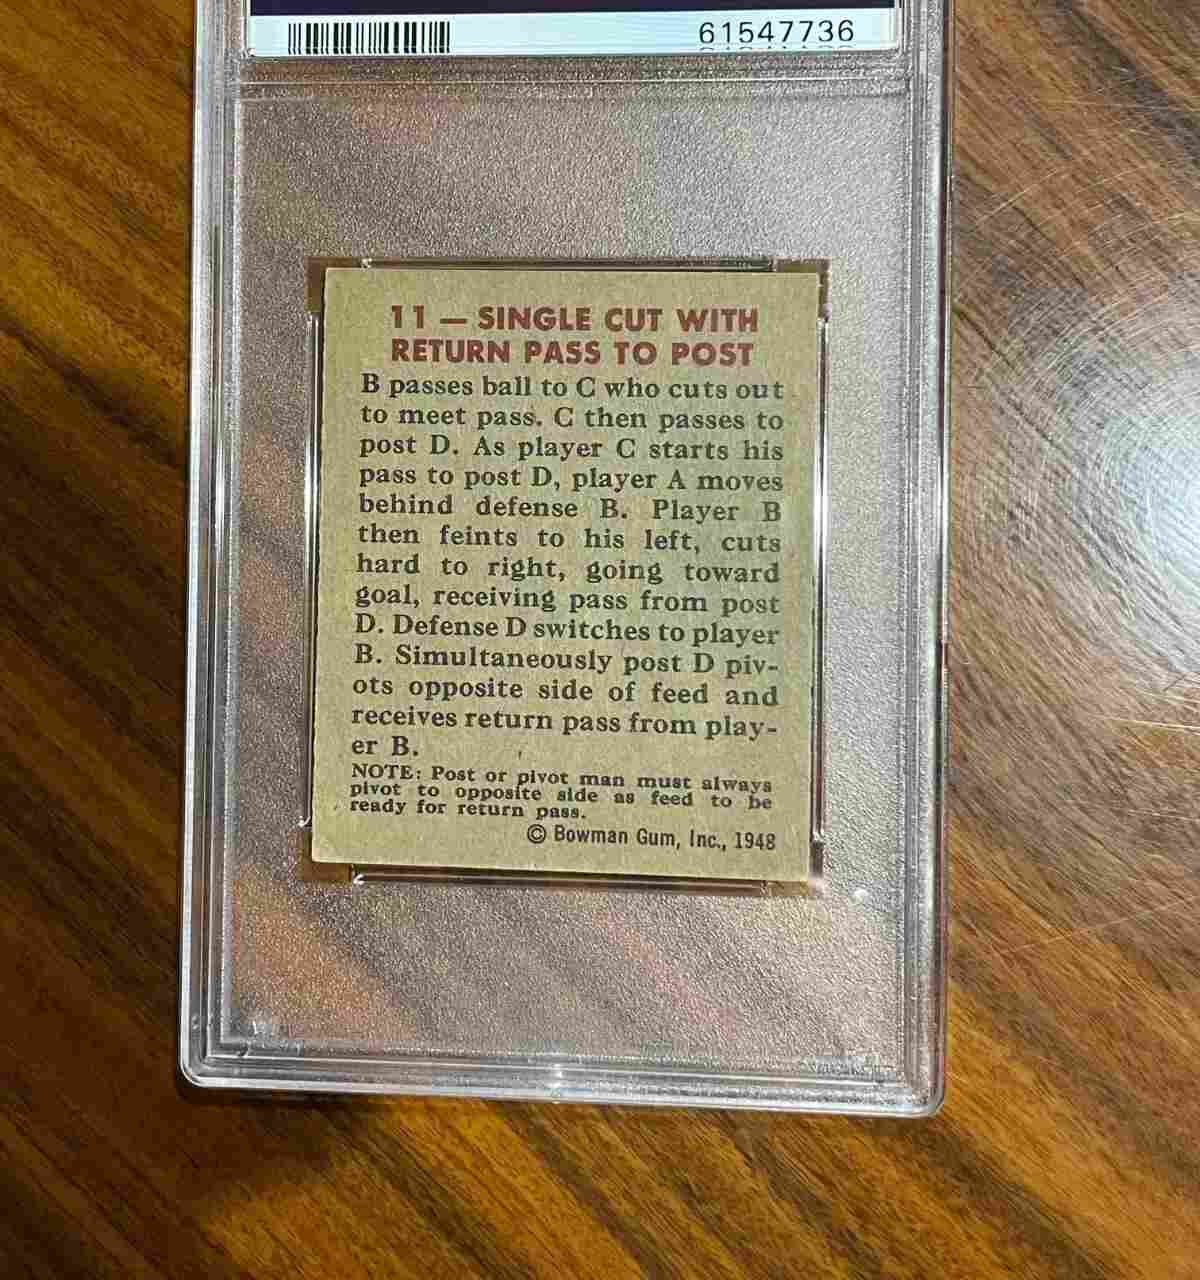 61547736
11 — SINGLE CUT WITH
RETURN PASS TO POST
B passes ball to C who cuts out
to meet pass. C then passes to
post D. As player C starts his
pass to post D, player A moves
behind defense B. Player B
then feints to his left, cuts
hard to right, going toward
goal, receiving pass from post
D. Defense D switches to player
B. Simultaneously post D piv-
ots opposite side of feed and
receives return pass from play-
er B.
NOTE: Post or pivot man must always
pivot to opposite side as feed to be
ready for return pass.
© Bowman Gum, Inc., 1948